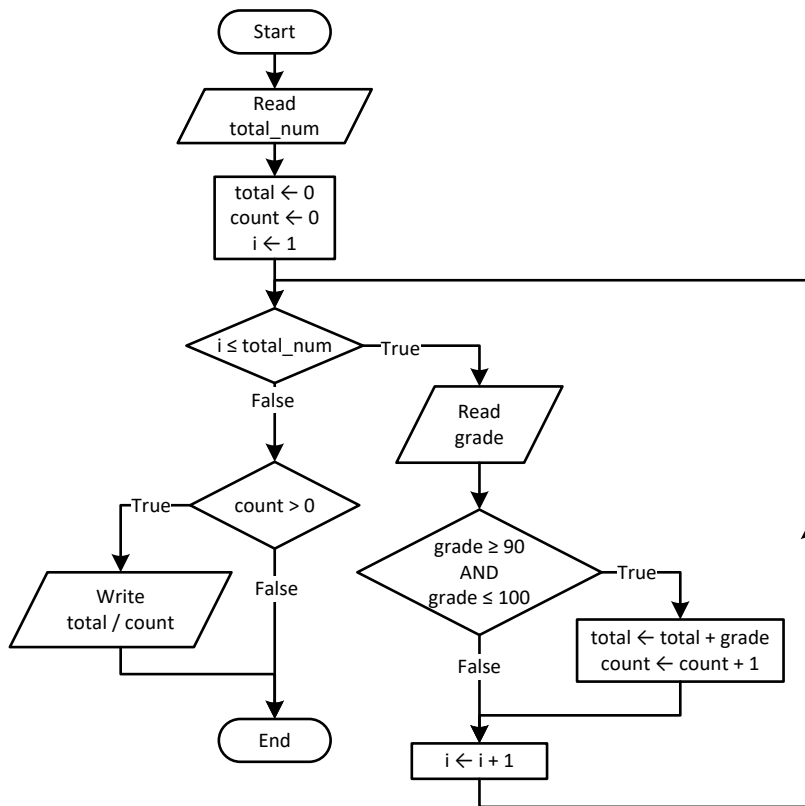 Start
Read
total_num
total ← 0
count ← 0
i ← 1
i ≤ total_num
True
False
Read
grade
count > 0
True
False
Write
total / count
grade ≥ 90
AND
grade ≤ 100
True
False
total ← total + grade
count ← count + 1
End
i ← i + 1